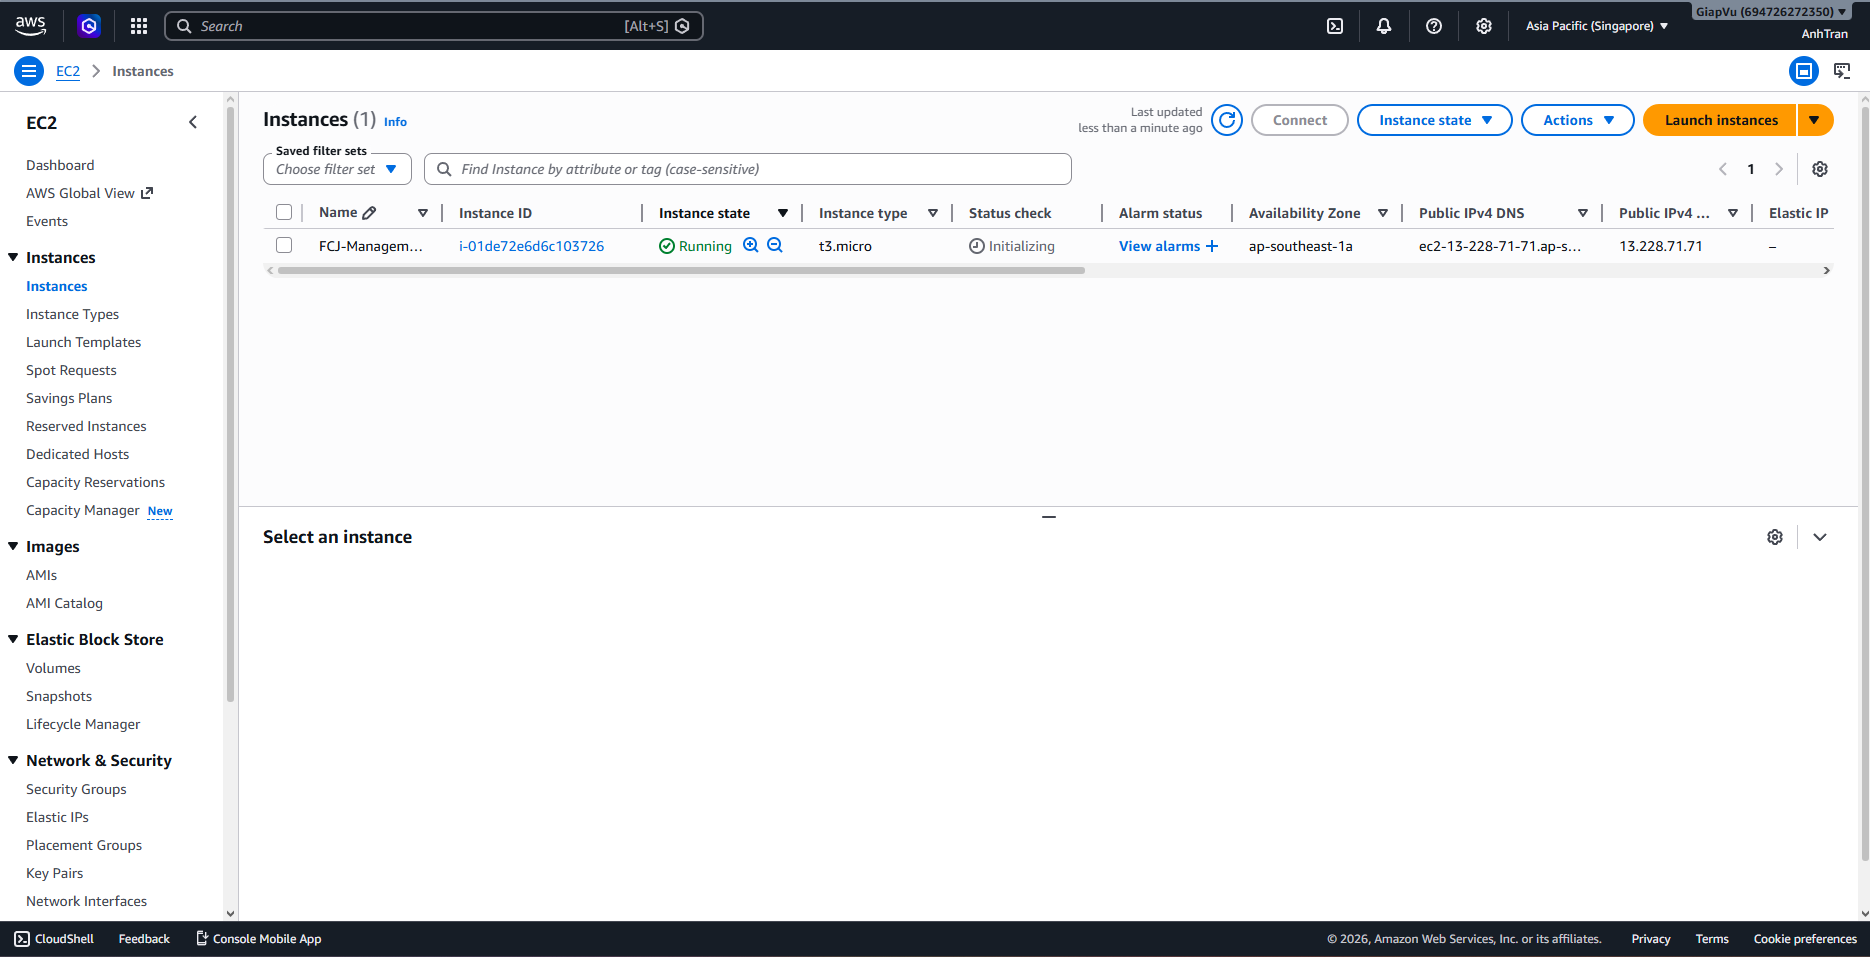 aws
Search
[Alt+S]
Asia Pacific (Singapore)
GiapVu (694726272350)
AnhTran
EC2
Instances
EC2
Dashboard
AWS Global View
Events
Instances
Instances
Instance Types
Launch Templates
Spot Requests
Savings Plans
Reserved Instances
Dedicated Hosts
Capacity Reservations
Capacity Manager New
Images
AMIs
AMI Catalog
Elastic Block Store
Volumes
Snapshots
Lifecycle Manager
Network & Security
Security Groups
Elastic IPs
Placement Groups
Key Pairs
Network Interfaces
Instances (1) Info
Last updated
less than a minute ago
Connect
Instance state
Actions
Launch instances
Saved filter sets
Choose filter set
Find Instance by attribute or tag (case-sensitive)
1
Name Instance ID Instance state Instance type Status check Alarm status Availability Zone Public IPv4 DNS Public IPv4 ... Elastic IP
FCJ-Managem... i-01de72e6d6c103726 Running t3.micro Initializing View alarms + ap-southeast-1a ec2-13-228-71-71.ap-s... 13.228.71.71 –
Select an instance
CloudShell Feedback Console Mobile App
© 2026, Amazon Web Services, Inc. or its affiliates. Privacy Terms Cookie preferences